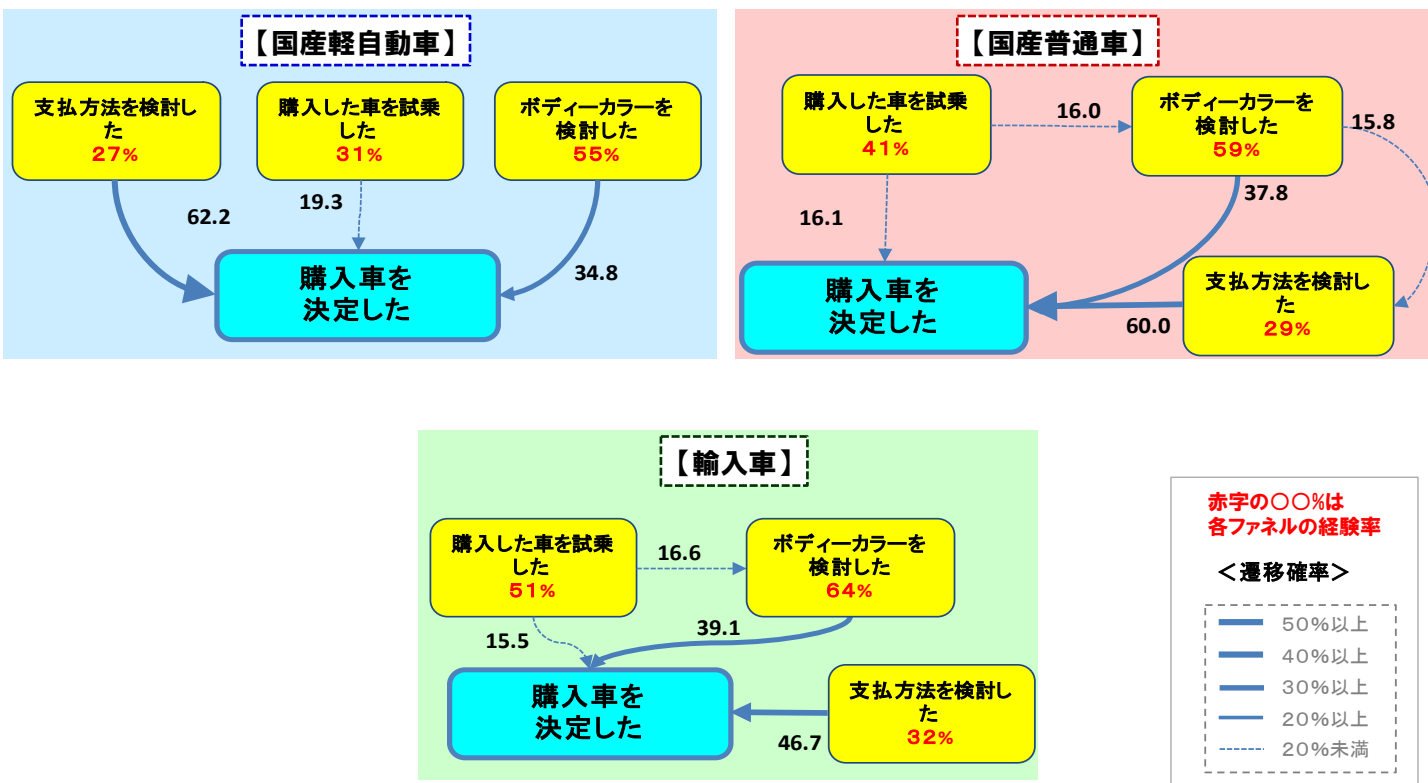 【国産軽自動車】
支払方法を検討し
た
27%
購入した車を試乗
した
31%
ボディーカラーを
検討した
55%
62.2
19.3
34.8
購入車を
決定した
【国産普通車】
購入した車を試乗
した
41%
16.0
ボディーカラーを
検討した
59%
15.8
16.1
37.8
購入車を
決定した
支払方法を検討し
た
29%
60.0
【輸入車】
購入した車を試乗
した
51%
16.6
ボディーカラーを
検討した
64%
15.5
39.1
購入車を
決定した
支払方法を検討し
た
32%
46.7
赤字の〇〇%は
各ファネルの経験率
＜遷移確率＞
50%以上
40%以上
30%以上
20%以上
20%未満